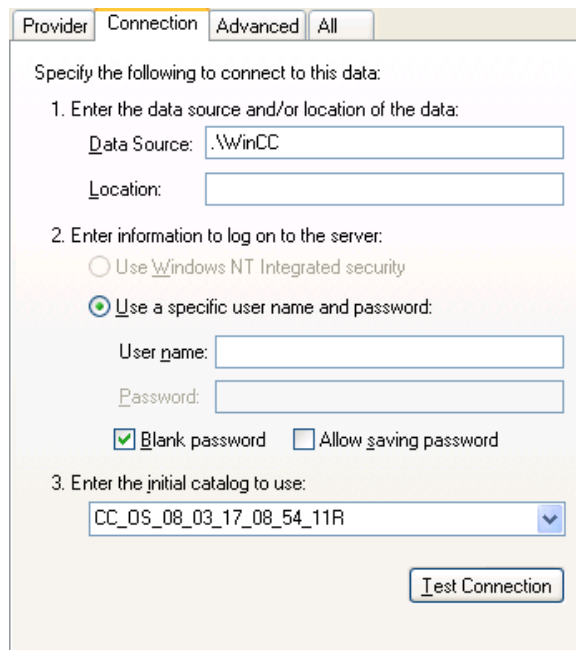 Provider Connection Advanced All
Specify the following to connect to this data:
1. Enter the data source and/or location of the data:
Data Source: .\WinCC
Location:
2. Enter information to log on to the server:
Use Windows NT Integrated security
Use a specific user name and password:
User name:
Password:
Blank password Allow saving password
3. Enter the initial catalog to use:
CC_OS_08_03_17_08_54_11R
Test Connection